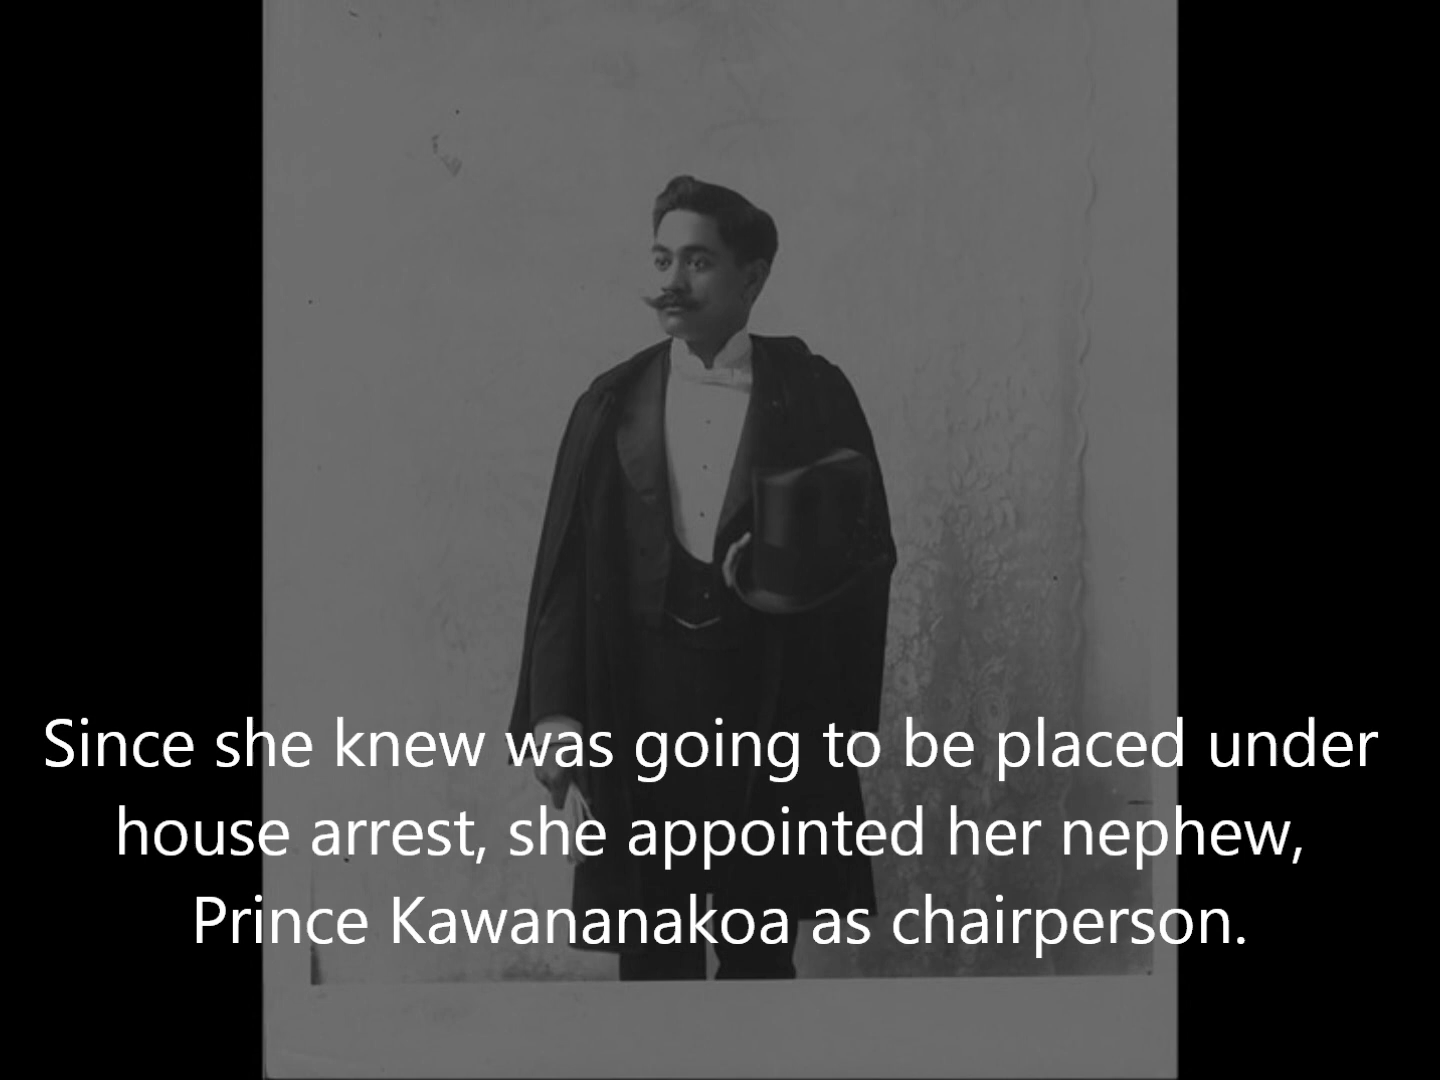 Since she knew was going to be placed under
house arrest, she appointed her nephew,
Prince Kawananakoa as chairperson.